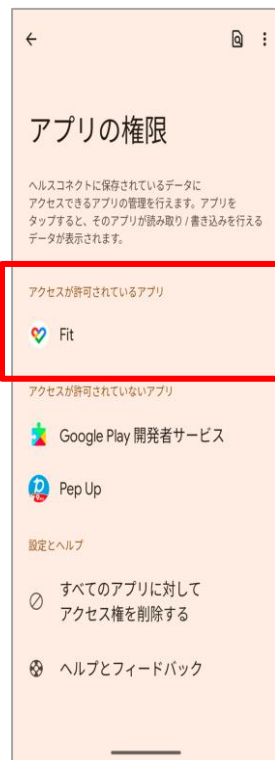 アプリの権限
ヘルスコネクトに保存されているデータに
アクセスできるアプリの管理を行えます。アプリを
タップすると、そのアプリが読み取り / 書き込みを行える
データが表示されます。
アクセスが許可されているアプリ
Fit
アクセスが許可されていないアプリ
Google Play 開発者サービス
Pep Up
設定とヘルプ
すべてのアプリに対して
アクセス権を削除する
ヘルプとフィードバック